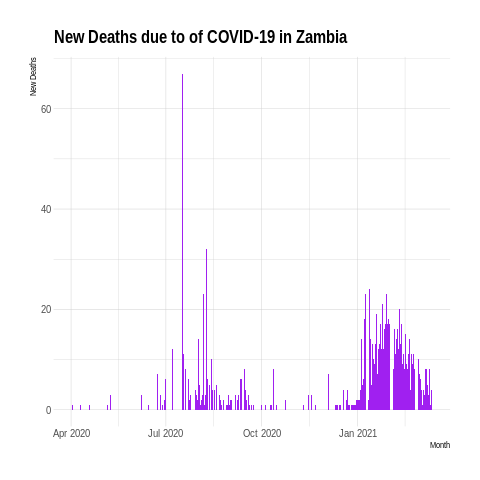 New Deaths due to of COVID-19 in Zambia
New Deaths
60
40
20
0
Apr 2020 Jul 2020 Oct 2020 Jan 2021
Month